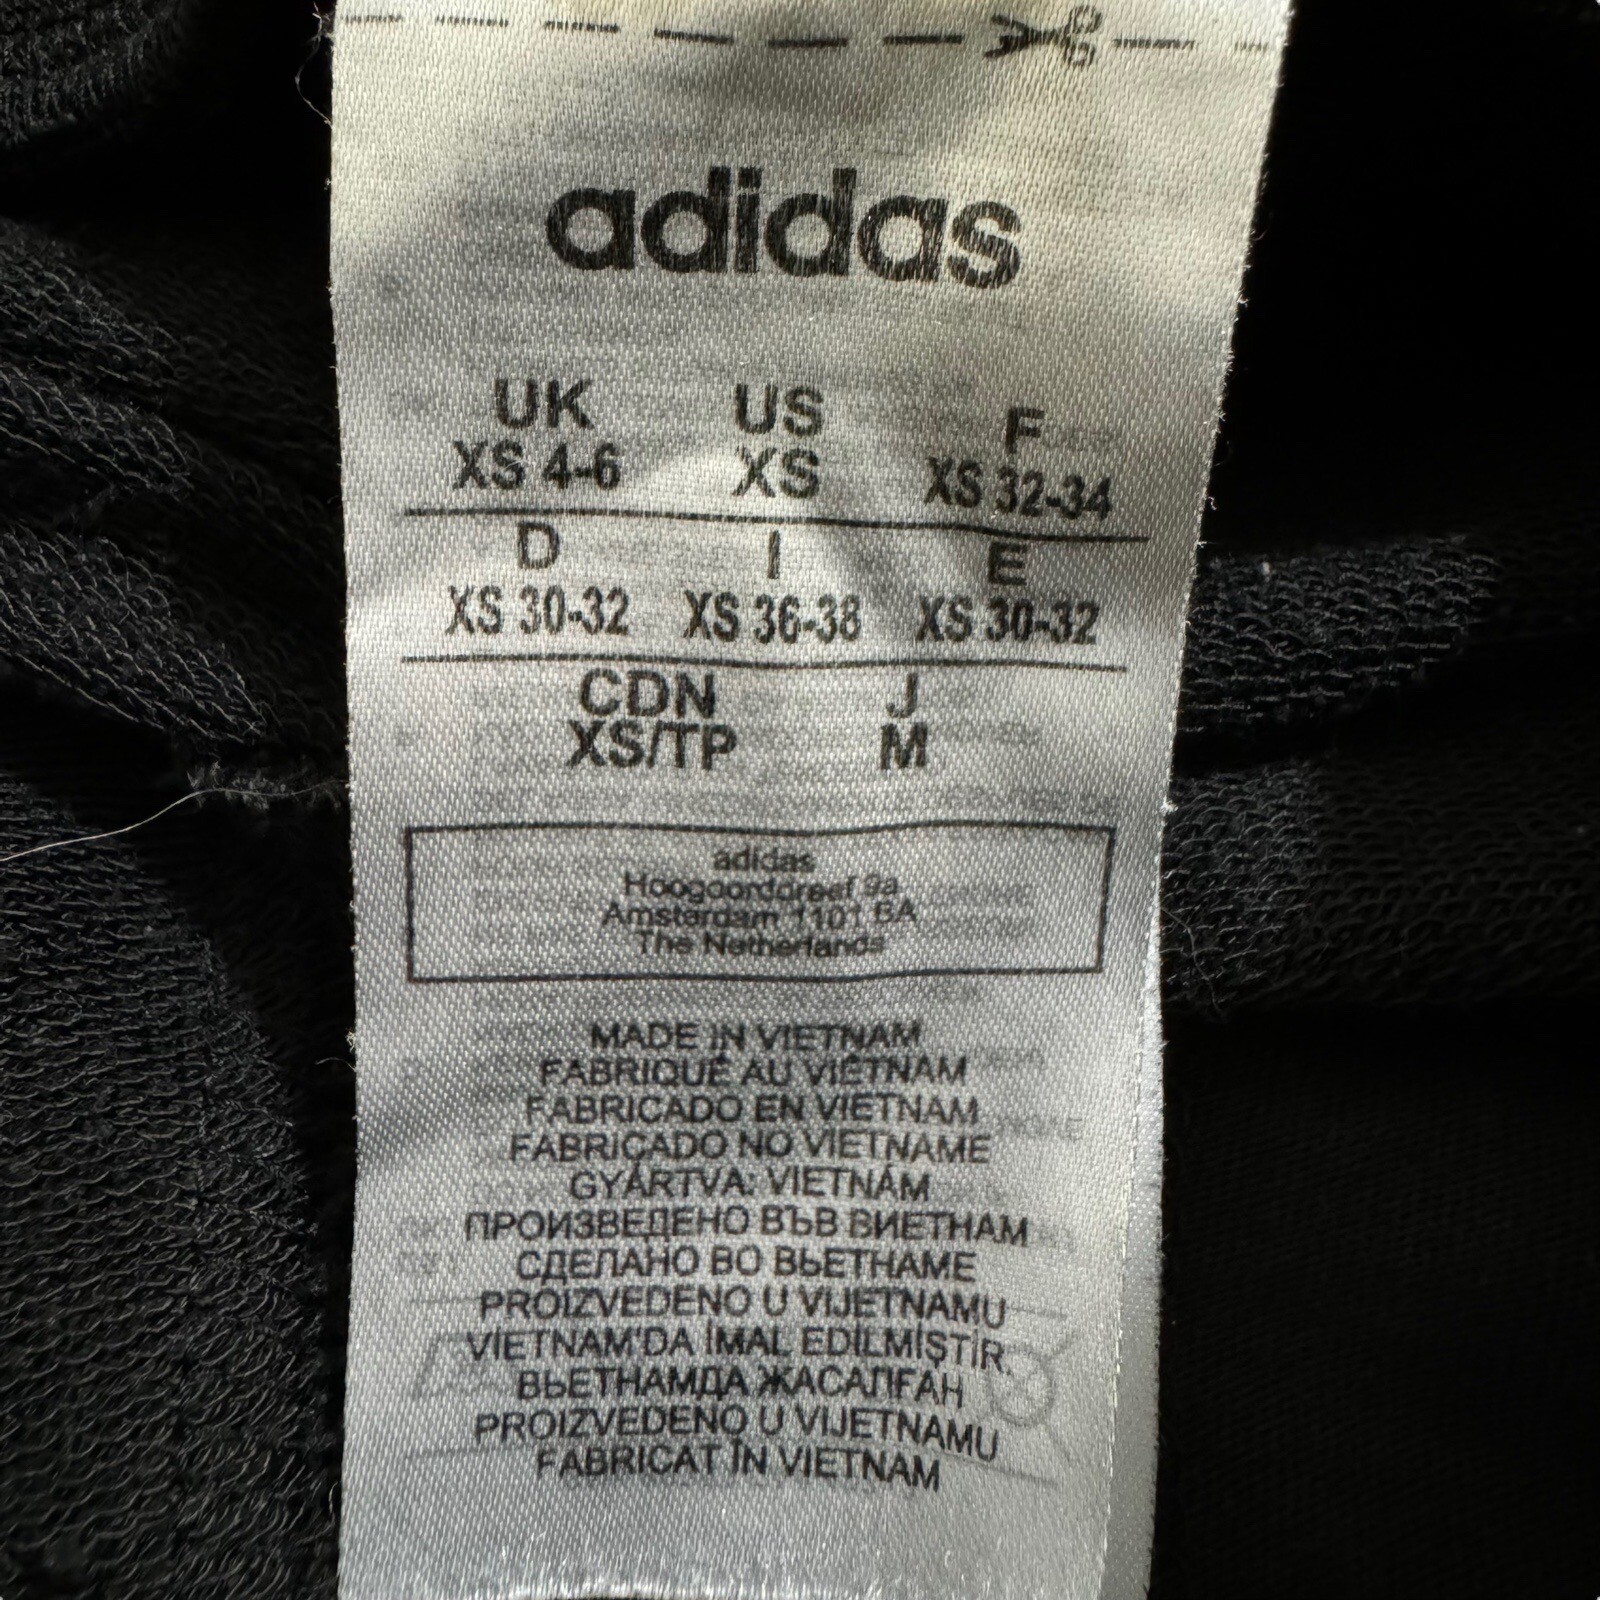 adidas
UK US F
XS 4-6 XS XS 32-34
D I E
XS 30-32 XS 36-38 XS 30-32
CDN J
XS/TP M
adidas
Hoogoorddreef 9a
Amsterdam 1101 BA
The Netherlands
MADE IN VIETNAM
FABRIQUÉ AU VIÊTNAM
FABRICADO EN VIETNAM
FABRICADO NO VIETNAME
GYÁRTVA: VIETNÁM
ПРОИЗВЕДЕНО ВЪВ ВИЕТНАМ
СДЕЛАНО ВО ВЬЕТНАМЕ
PROIZVEDENO U VIJETNAMU
VİETNAM'DA İMAL EDİLMİŞTİR.
ВЬЕТНАМДА ЖАСАЛҒАН
PROIZVEDENO U VIJETNAMU
FABRICAT ÎN VIETNAM